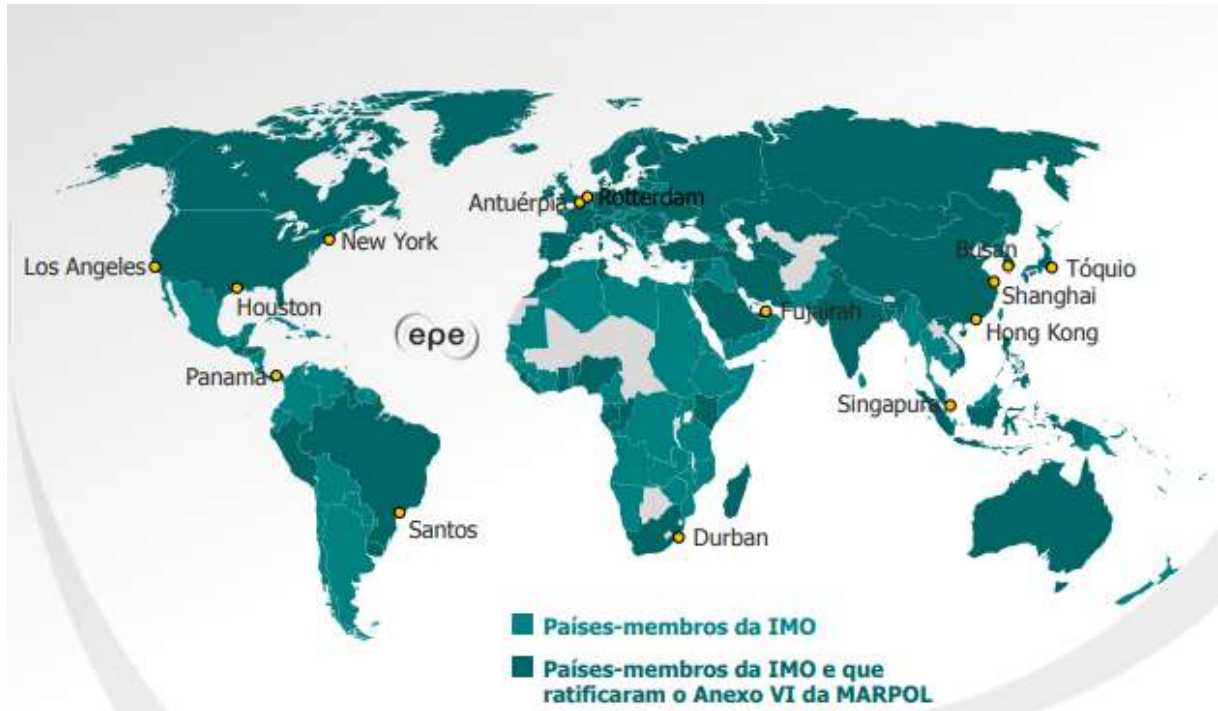 Antuérpia
Rotterdam
New York
Los Angeles
Houston
epe
Busan
Tóquio
Shanghai
Fujairah
Hong Kong
Panamá
Singapura
Santos
Durban
Países-membros da IMO
Países-membros da IMO e que
ratificaram o Anexo VI da MARPOL